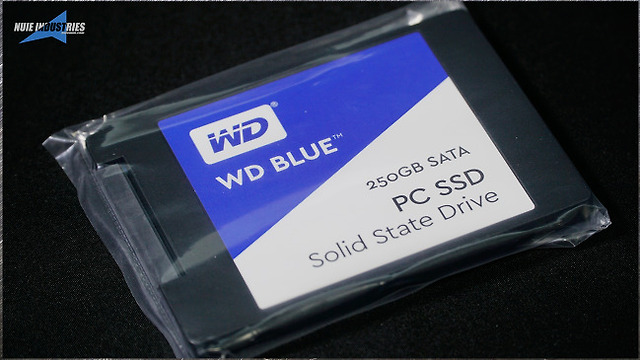 NUIE INDUSTRIES
WD®
WD BLUE™
250GB SATA
PC SSD
Solid State Drive